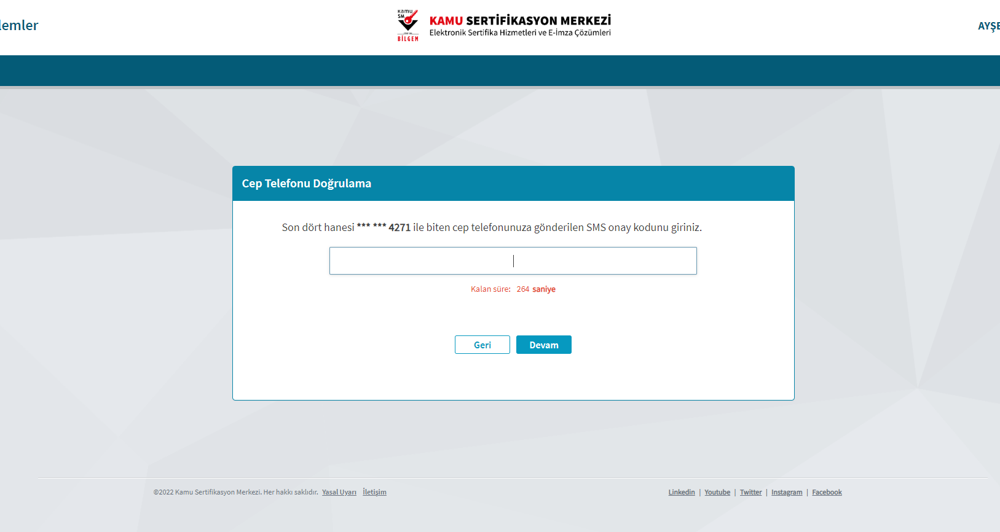 lemler
Kamu
SM
BİLGEM
KAMU SERTİFİKASYON MERKEZİ
Elektronik Sertifika Hizmetleri ve E-İmza Çözümleri
AYŞE
Cep Telefonu Doğrulama
Son dört hanesi *** *** 4271 ile biten cep telefonunuza gönderilen SMS onay kodunu giriniz.
Kalan süre: 264 saniye
Geri
Devam
©2022 Kamu Sertifikasyon Merkezi. Her hakkı saklıdır. Yasal Uyarı İletişim
Linkedin | Youtube | Twitter | Instagram | Facebook